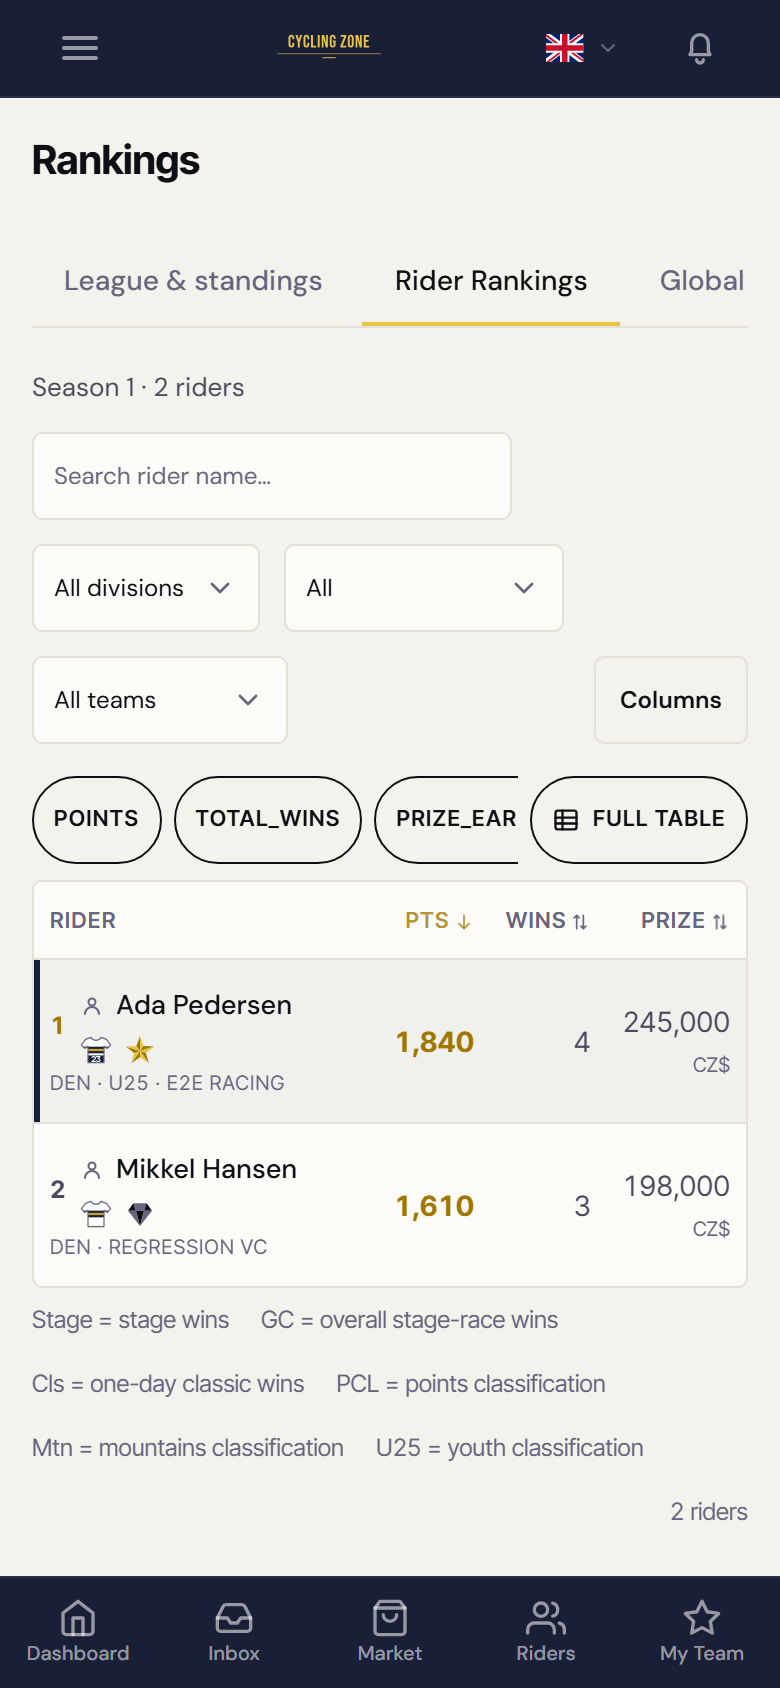 CYCLING ZONE
Rankings
League & standings Rider Rankings Global
Season 1 · 2 riders
Search rider name...
All divisions All
All teams Columns
POINTS TOTAL_WINS PRIZE_EAR FULL TABLE
RIDER PTS ↓ WINS ↑↓ PRIZE ↑↓
1 Ada Pedersen 1,840 4 245,000 CZ$
23
DEN · U25 · E2E RACING
2 Mikkel Hansen 1,610 3 198,000 CZ$
DEN · REGRESSION VC
Stage = stage wins GC = overall stage-race wins
Cls = one-day classic wins PCL = points classification
Mtn = mountains classification U25 = youth classification
2 riders
Dashboard Inbox Market Riders My Team